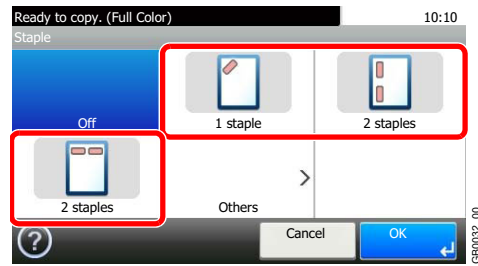 Ready to copy. (Full Color) 10:10
Staple
Off 1 staple 2 staples
2 staples Others
? Cancel OK
GB0032_00